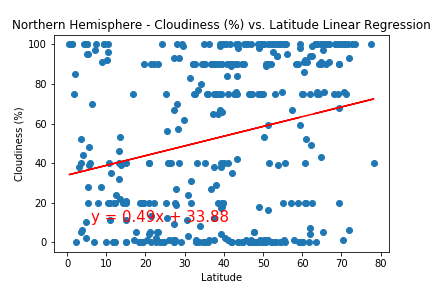 Northern Hemisphere - Cloudiness (%) vs. Latitude Linear Regression
Cloudiness (%)
100
80
60
40
20
0
y = 0.49x + 33.88
0 10 20 30 40 50 60 70 80
Latitude